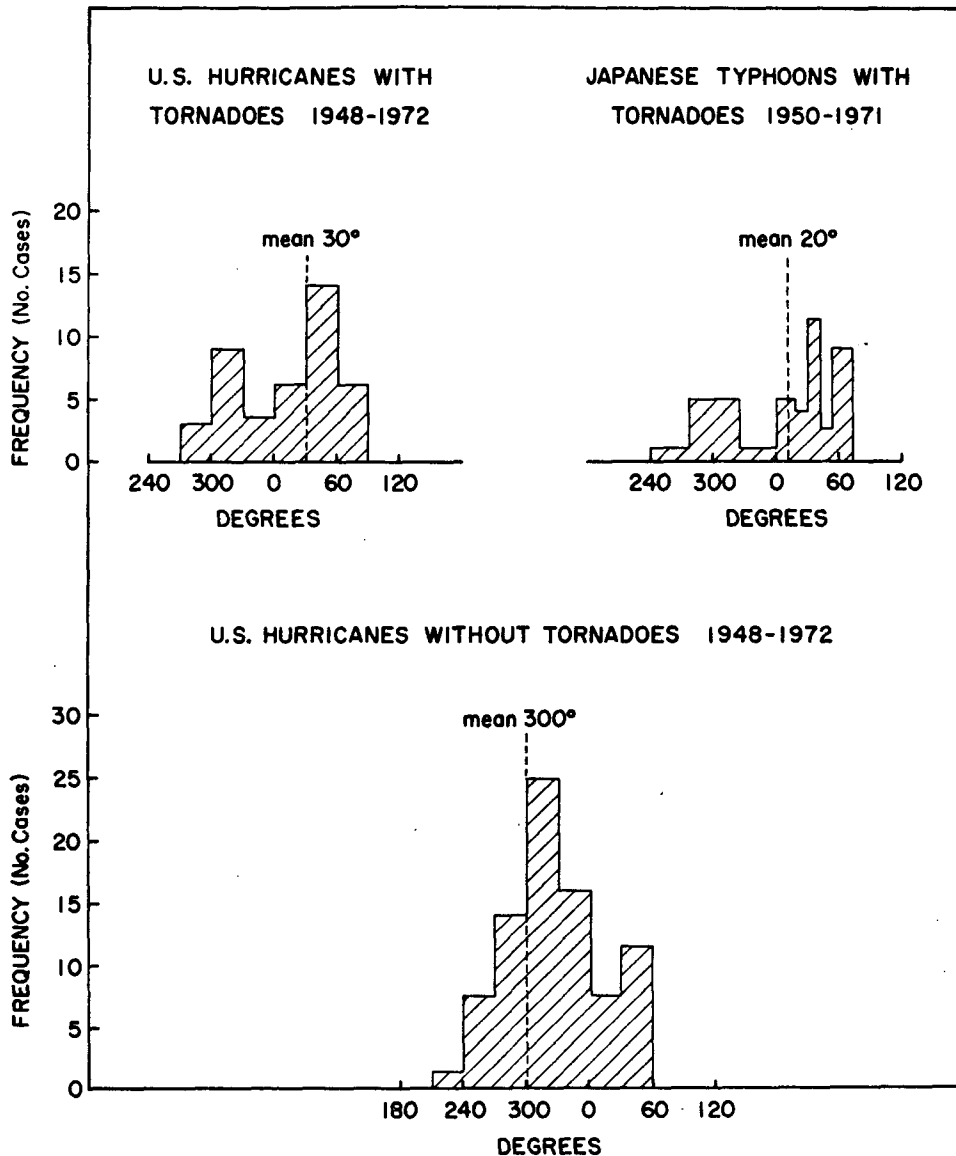 U.S. HURRICANES WITH
TORNADOES 1948-1972
JAPANESE TYPHOONS WITH
TORNADOES 1950-1971
FREQUENCY (No. Cases)
20
15
10
5
0
mean 30°
240 300 0 60 120
DEGREES
mean 20°
240 300 0 60 120
DEGREES
U.S. HURRICANES WITHOUT TORNADOES 1948-1972
FREQUENCY (No. Cases)
30
25
20
15
10
5
0
mean 300°
180 240 300 0 60 120
DEGREES